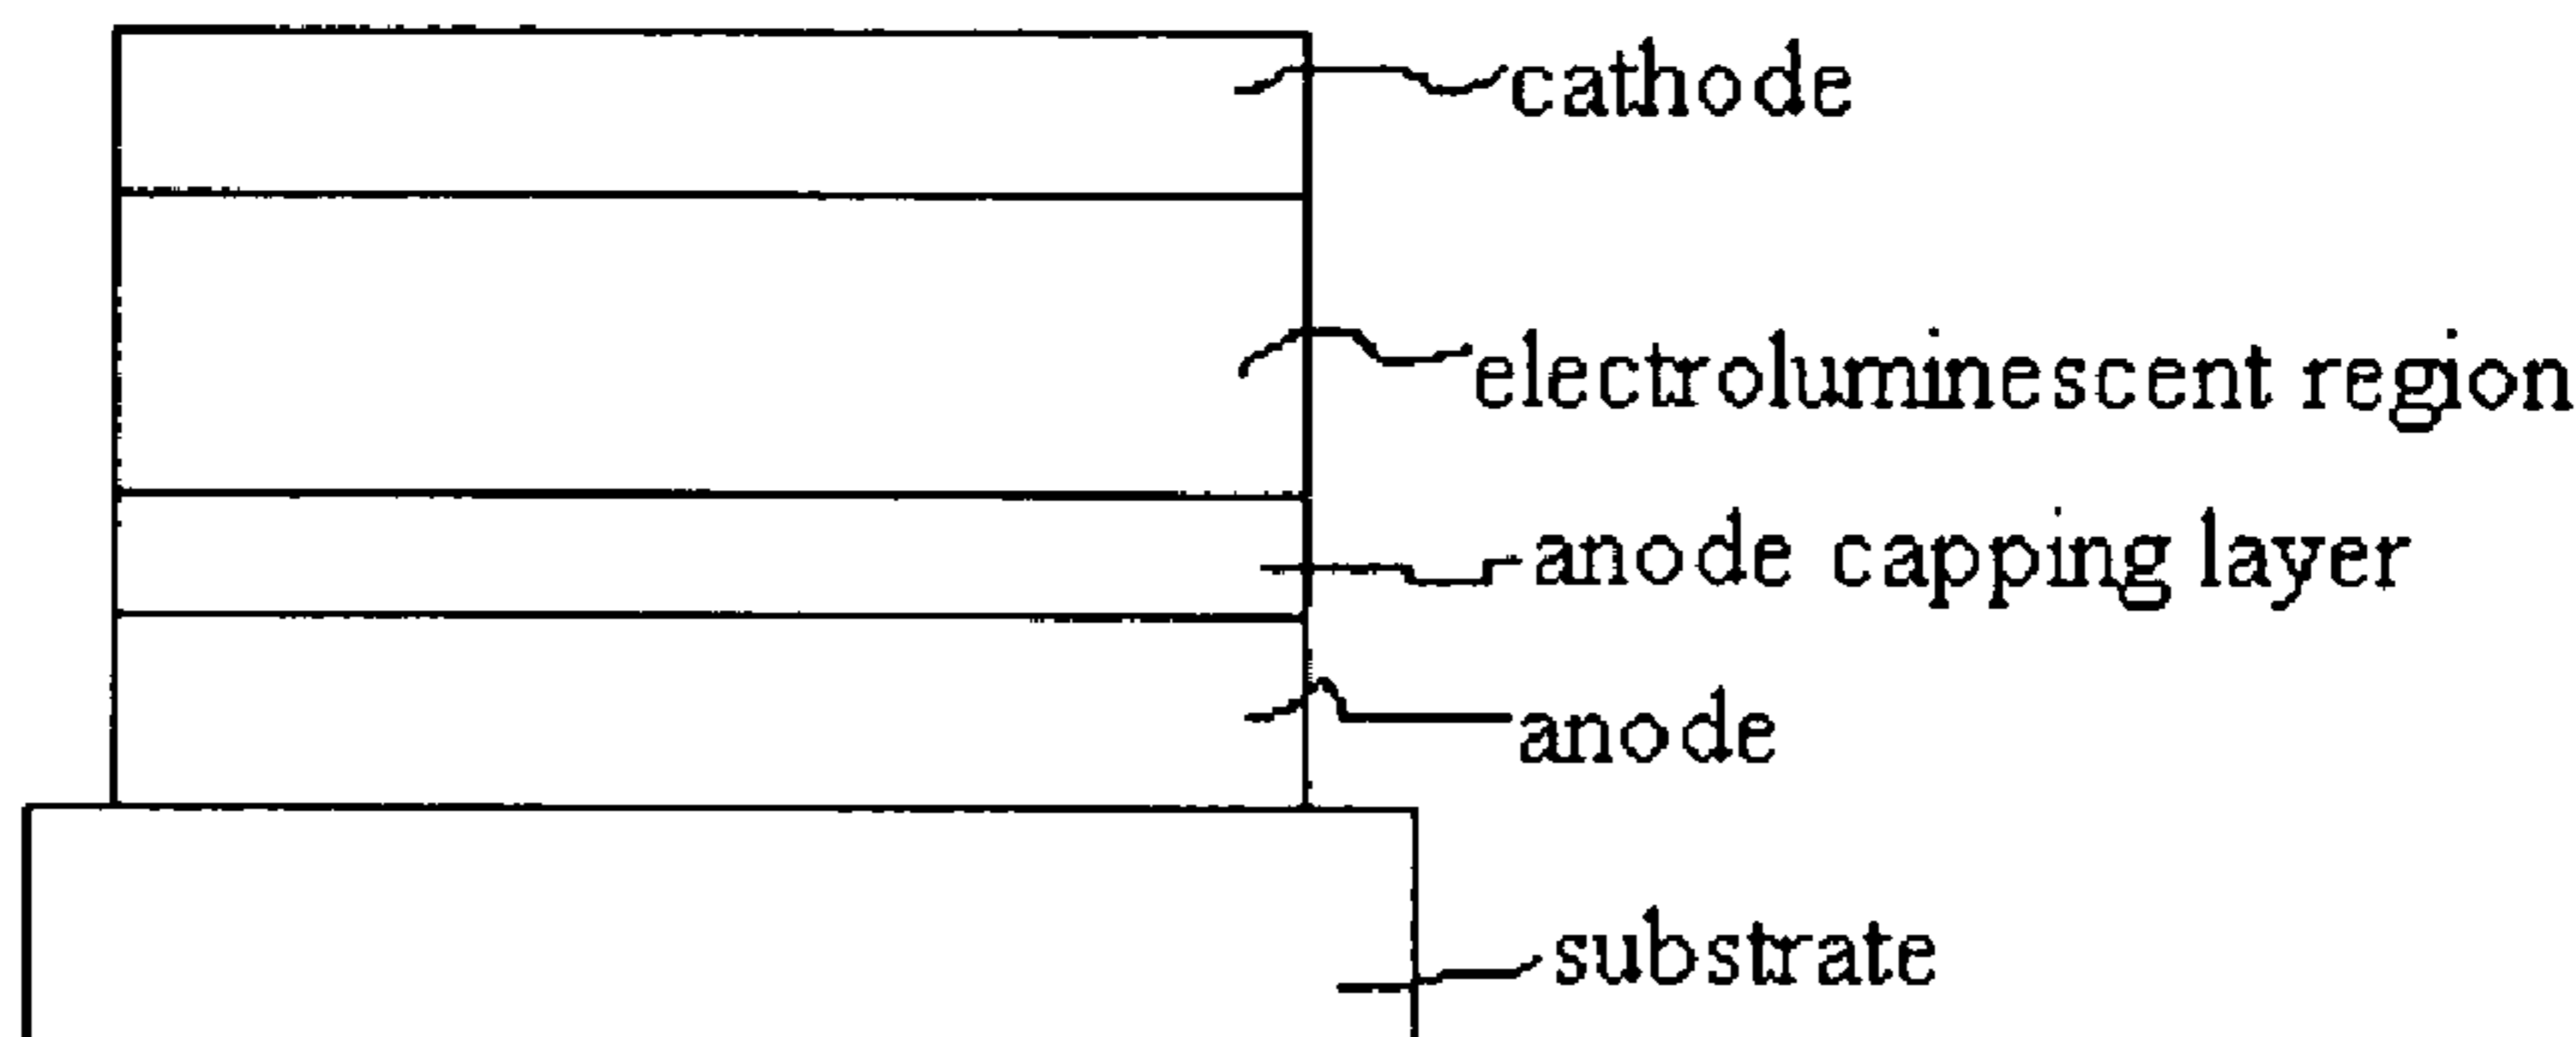 cathode
electroluminescent region
anode capping layer
anode
substrate